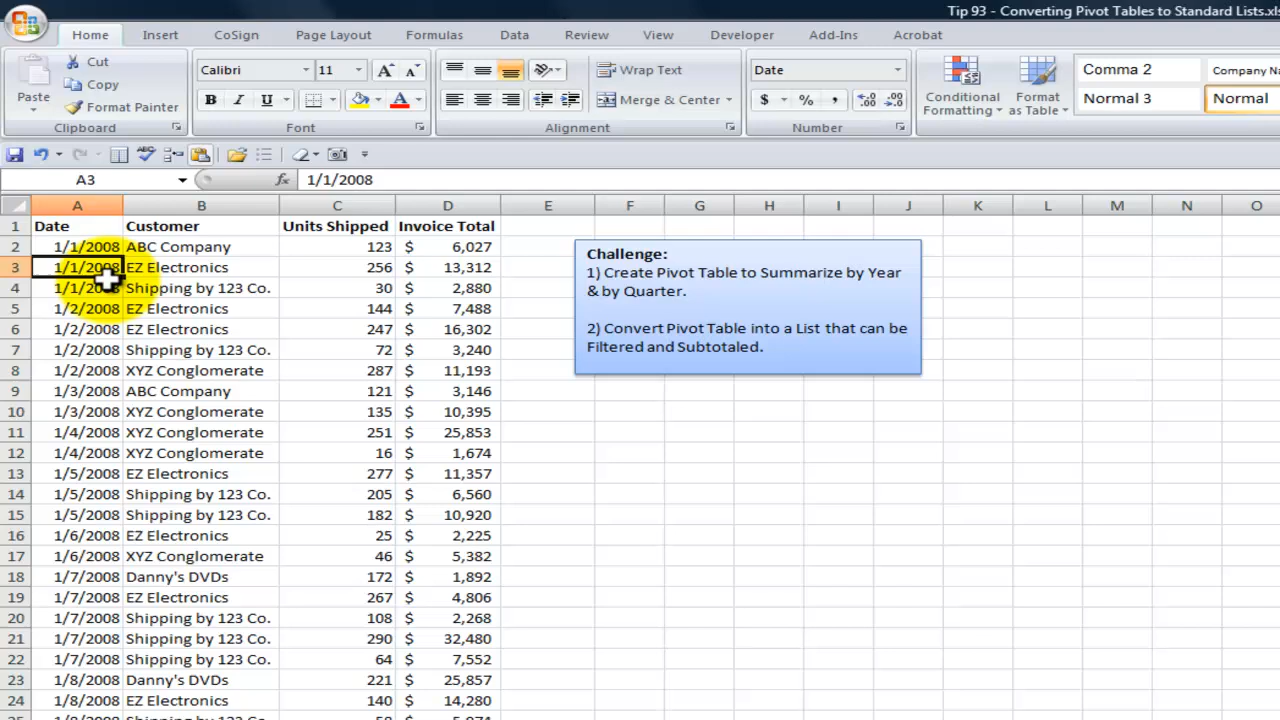 Tip 93 - Converting Pivot Tables to Standard Lists.xls
Home Insert CoSign Page Layout Formulas Data Review View Developer Add-Ins Acrobat
Paste Cut Copy Format Painter
Calibri 11
B I U A A A
Wrap Text
Merge & Center
Date
$ % ,
Conditional Formatting
Format as Table
Comma 2
Normal 3 Normal
Clipboard Font Alignment Number
A3 fx 1/1/2008
A B C D E F G H I J K L M N O
1 Date Customer Units Shipped Invoice Total
2 1/1/2008 ABC Company 123 $ 6,027
3 1/1/2008 EZ Electronics 256 $ 13,312
4 1/1/2008 Shipping by 123 Co. 30 $ 2,880
5 1/2/2008 EZ Electronics 144 $ 7,488
6 1/2/2008 EZ Electronics 247 $ 16,302
7 1/2/2008 Shipping by 123 Co. 72 $ 3,240
8 1/2/2008 XYZ Conglomerate 287 $ 11,193
9 1/3/2008 ABC Company 121 $ 3,146
10 1/3/2008 XYZ Conglomerate 135 $ 10,395
11 1/4/2008 XYZ Conglomerate 251 $ 25,853
12 1/4/2008 XYZ Conglomerate 16 $ 1,674
13 1/5/2008 EZ Electronics 277 $ 11,357
14 1/5/2008 Shipping by 123 Co. 205 $ 6,560
15 1/5/2008 Shipping by 123 Co. 182 $ 10,920
16 1/6/2008 EZ Electronics 25 $ 2,225
17 1/6/2008 XYZ Conglomerate 46 $ 5,382
18 1/7/2008 Danny's DVDs 172 $ 1,892
19 1/7/2008 EZ Electronics 267 $ 4,806
20 1/7/2008 Shipping by 123 Co. 108 $ 2,268
21 1/7/2008 Shipping by 123 Co. 290 $ 32,480
22 1/7/2008 Shipping by 123 Co. 64 $ 7,552
23 1/8/2008 Danny's DVDs 221 $ 25,857
24 1/8/2008 EZ Electronics 140 $ 14,280
Challenge:
1) Create Pivot Table to Summarize by Year
& by Quarter.
2) Convert Pivot Table into a List that can be
Filtered and Subtotaled.